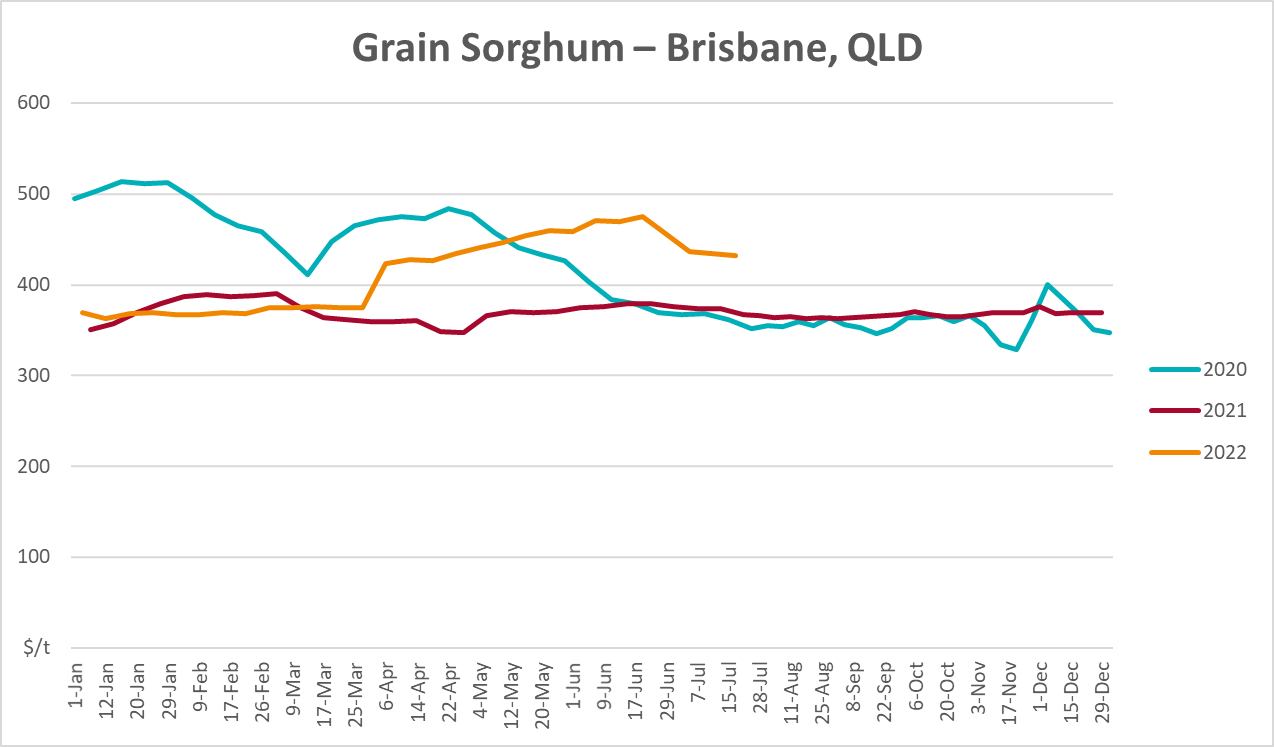 Grain Sorghum – Brisbane, QLD
600
500
400
300
200
100
$/t
1-Jan
12-Jan
20-Jan
29-Jan
9-Feb
17-Feb
26-Feb
9-Mar
17-Mar
25-Mar
6-Apr
14-Apr
22-Apr
4-May
12-May
20-May
1-Jun
9-Jun
17-Jun
29-Jun
7-Jul
15-Jul
28-Jul
11-Aug
25-Aug
8-Sep
22-Sep
6-Oct
20-Oct
3-Nov
17-Nov
1-Dec
15-Dec
29-Dec
2020
2021
2022